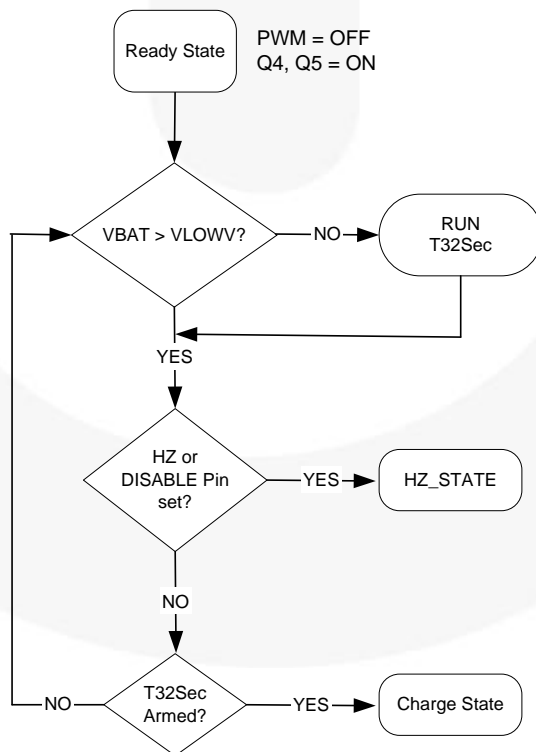 Ready State
PWM = OFF
Q4, Q5 = ON
VBAT > VLOWV?
NO
RUN
T32Sec
YES
HZ or
DISABLE Pin
set?
YES
HZ_STATE
NO
T32Sec
Armed?
NO
YES
Charge State